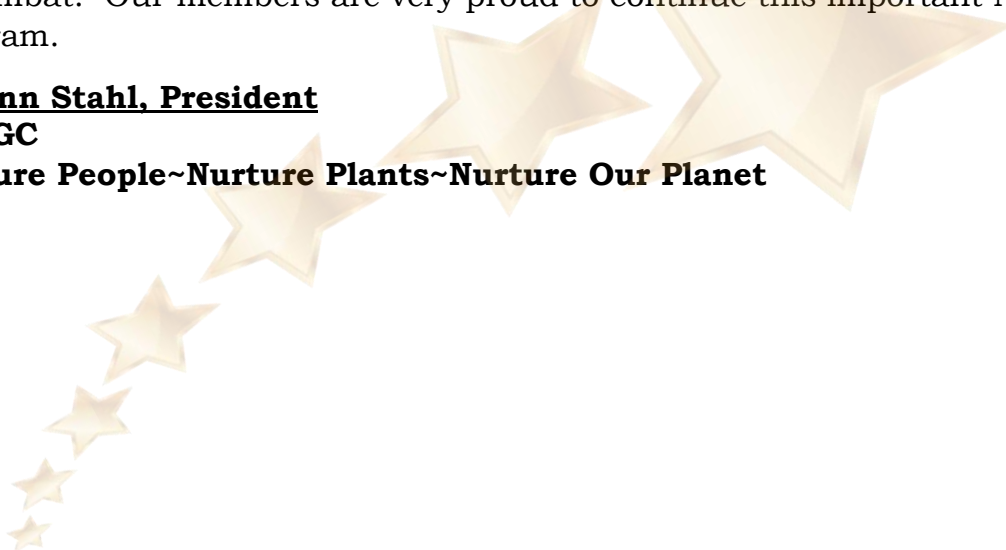 mbat. Our members are very proud to continue this important
ram.
nn Stahl, President
GC
ure People~Nurture Plants~Nurture Our Planet